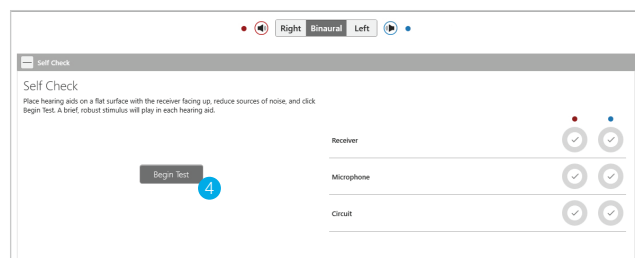 Right Binaural Left
Self Check
Self Check
Place hearing aids on a flat surface with the receiver facing up, reduce sources of noise, and click
Begin Test. A brief, robust stimulus will play in each hearing aid.
Receiver
Begin Test
4
Microphone
Circuit